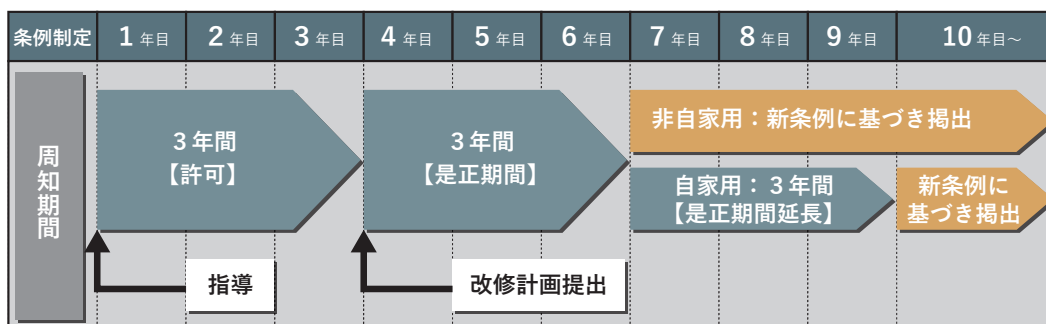 条例制定 1年目 2年目 3年目 4年目 5年目 6年目 7年目 8年目 9年目 10年目～
周知期間
3年間
【許可】
3年間
【是正期間】
非自家用：新条例に基づき掲出
自家用：3年間
【是正期間延長】
新条例に
基づき掲出
指導
改修計画提出